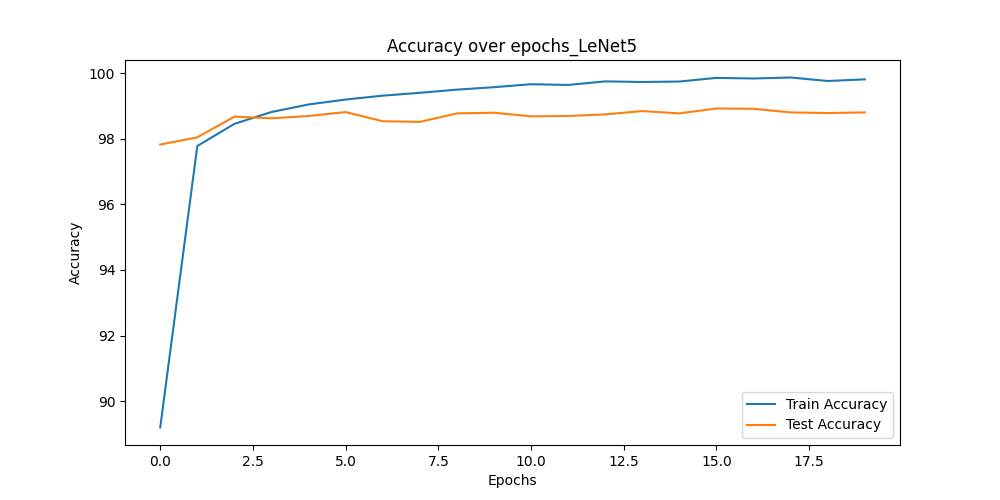 Accuracy over epochs_LeNet5
100
98
96
94
92
90
Accuracy
0.0 2.5 5.0 7.5 10.0 12.5 15.0 17.5
Epochs
Train Accuracy
Test Accuracy